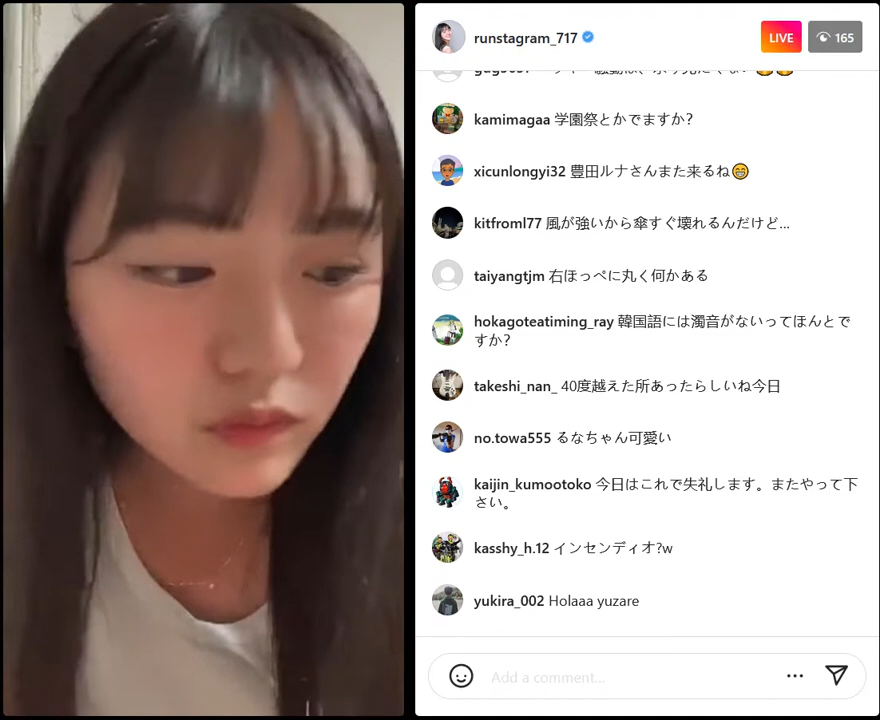 runstagram_717
LIVE
165
kamimagaa 学園祭とかでますか?
xicunlongyi32 豊田ルナさんまた来るね😁
kitfroml77 風が強いから傘すぐ壊れるんだけど...
taiyangtjm 右ほっぺに丸く何かある
hokagoteatiming_ray 韓国語には濁音がないってほんとで
すか?
takeshi_nan_ 40度越えた所あったらしいね今日
no.towa555 るなちゃん可愛い
kaijin_kumootoko 今日はこれで失礼します。またやって下
さい。
kasshy_h.12 インセンディオ?w
yukira_002 Holaaa yuzare
Add a comment...